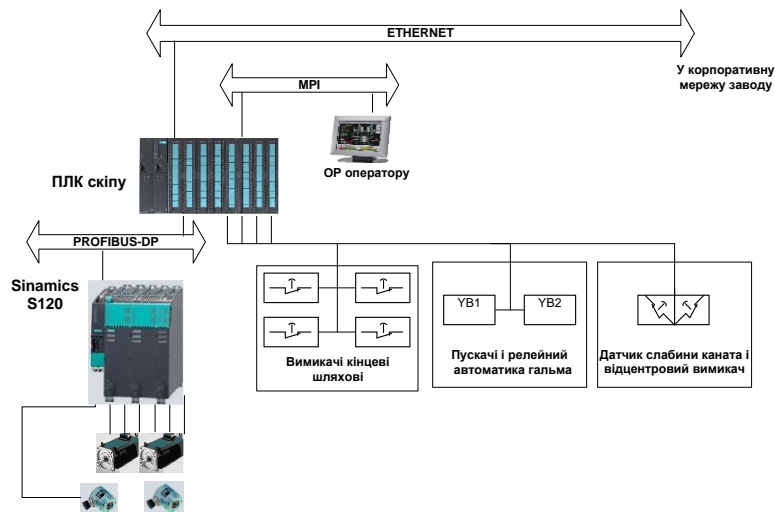 ETHERNET
У корпоративну
мережу заводу
MPI
ОР оператору
ПЛК скіпу
PROFIBUS-DP
Sinamics
S120
YB1
YB2
Вимикачі кінцеві
шляхові
Пускачі і релейний
автоматика гальма
Датчик слабини каната і
відцентровий вимикач